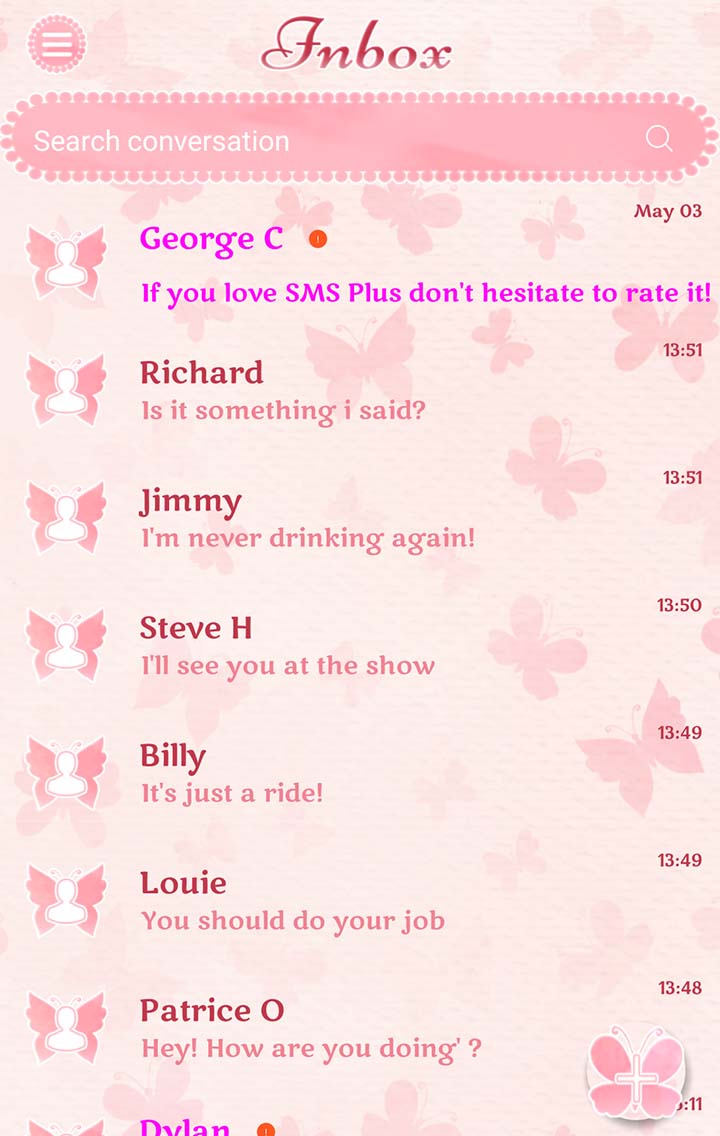 Inbox
Search conversation
May 03
George C
If you love SMS Plus don't hesitate to rate it!
13:51
Richard
Is it something i said?
13:51
Jimmy
I'm never drinking again!
13:50
Steve H
I'll see you at the show
13:49
Billy
It's just a ride!
13:49
Louie
You should do your job
13:48
Patrice O
Hey! How are you doing' ?
Dylan